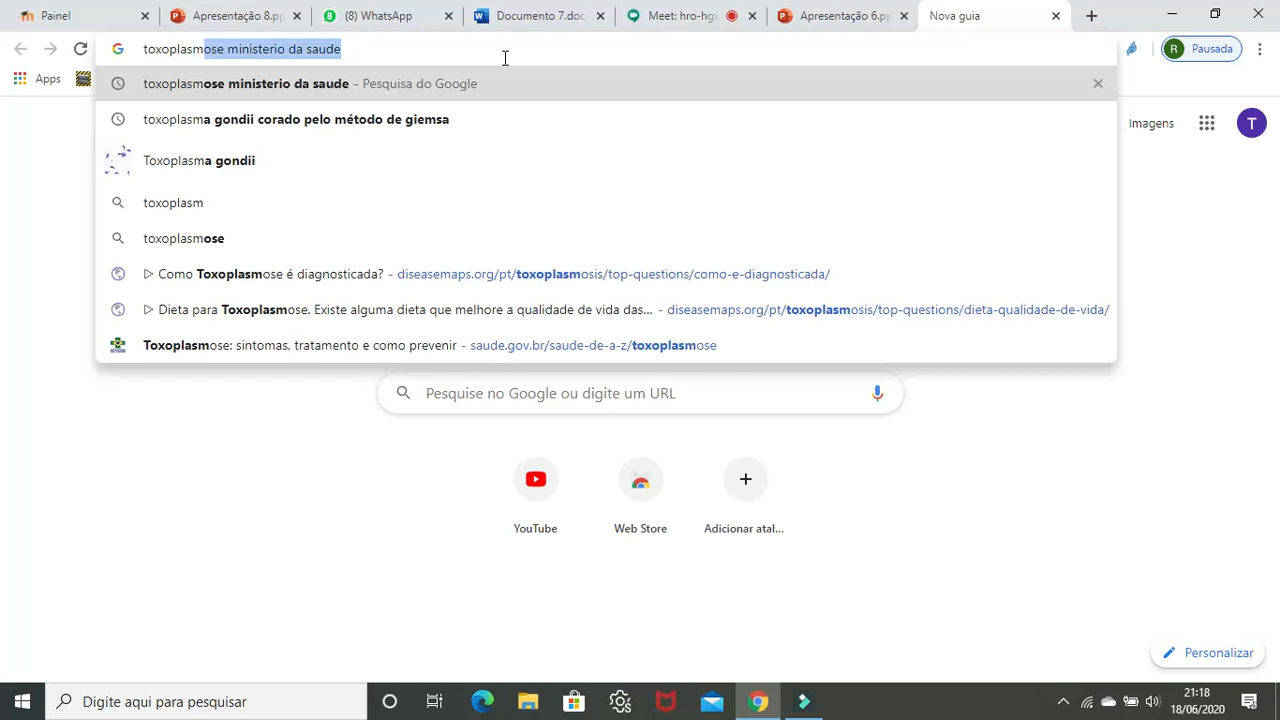 Painel
Apresentação 8.pp
(8) WhatsApp
Documento 7.doc
Meet: hro-hgx
Apresentação 6.pp
Nova guia
toxoplasmose ministerio da saude
R Pausada
Apps
toxoplasmose ministerio da saude - Pesquisa do Google
toxoplasma gondii corado pelo método de giemsa
Imagens
T
Toxoplasma gondii
toxoplasm
toxoplasmose
▷ Como Toxoplasmose é diagnosticada? - diseasemaps.org/pt/toxoplasmosis/top-questions/como-e-diagnosticada/
▷ Dieta para Toxoplasmose. Existe alguma dieta que melhore a qualidade de vida das... - diseasemaps.org/pt/toxoplasmosis/top-questions/dieta-qualidade-de-vida/
Toxoplasmose: sintomas, tratamento e como prevenir - saude.gov.br/saude-de-a-z/toxoplasmose
Pesquise no Google ou digite um URL
YouTube
Web Store
Adicionar atal...
Personalizar
Digite aqui para pesquisar
21:18
18/06/2020